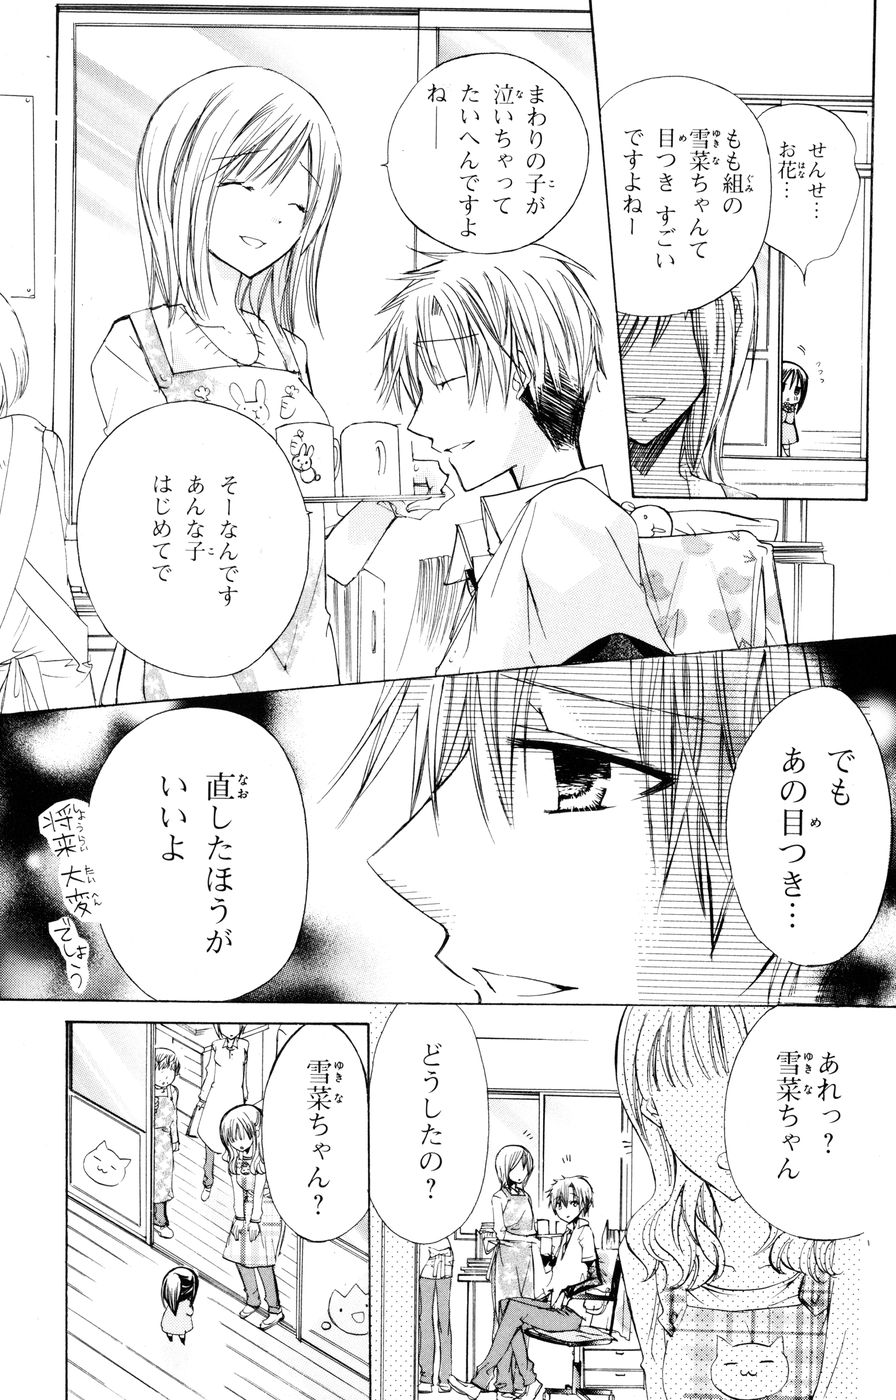 せんせ…
お花…
もも組の
雪菜ちゃんて
目つき すごい
ですよねー
まわりの子が
泣いちゃって
たいへんですよ
ねー
そーなんです
あんな子
はじめてで
でも
あの目つき…
直したほうが
いいよ
将来大変でしょう
あれっ?
雪菜ちゃん
どうしたの?
雪菜ちゃん?